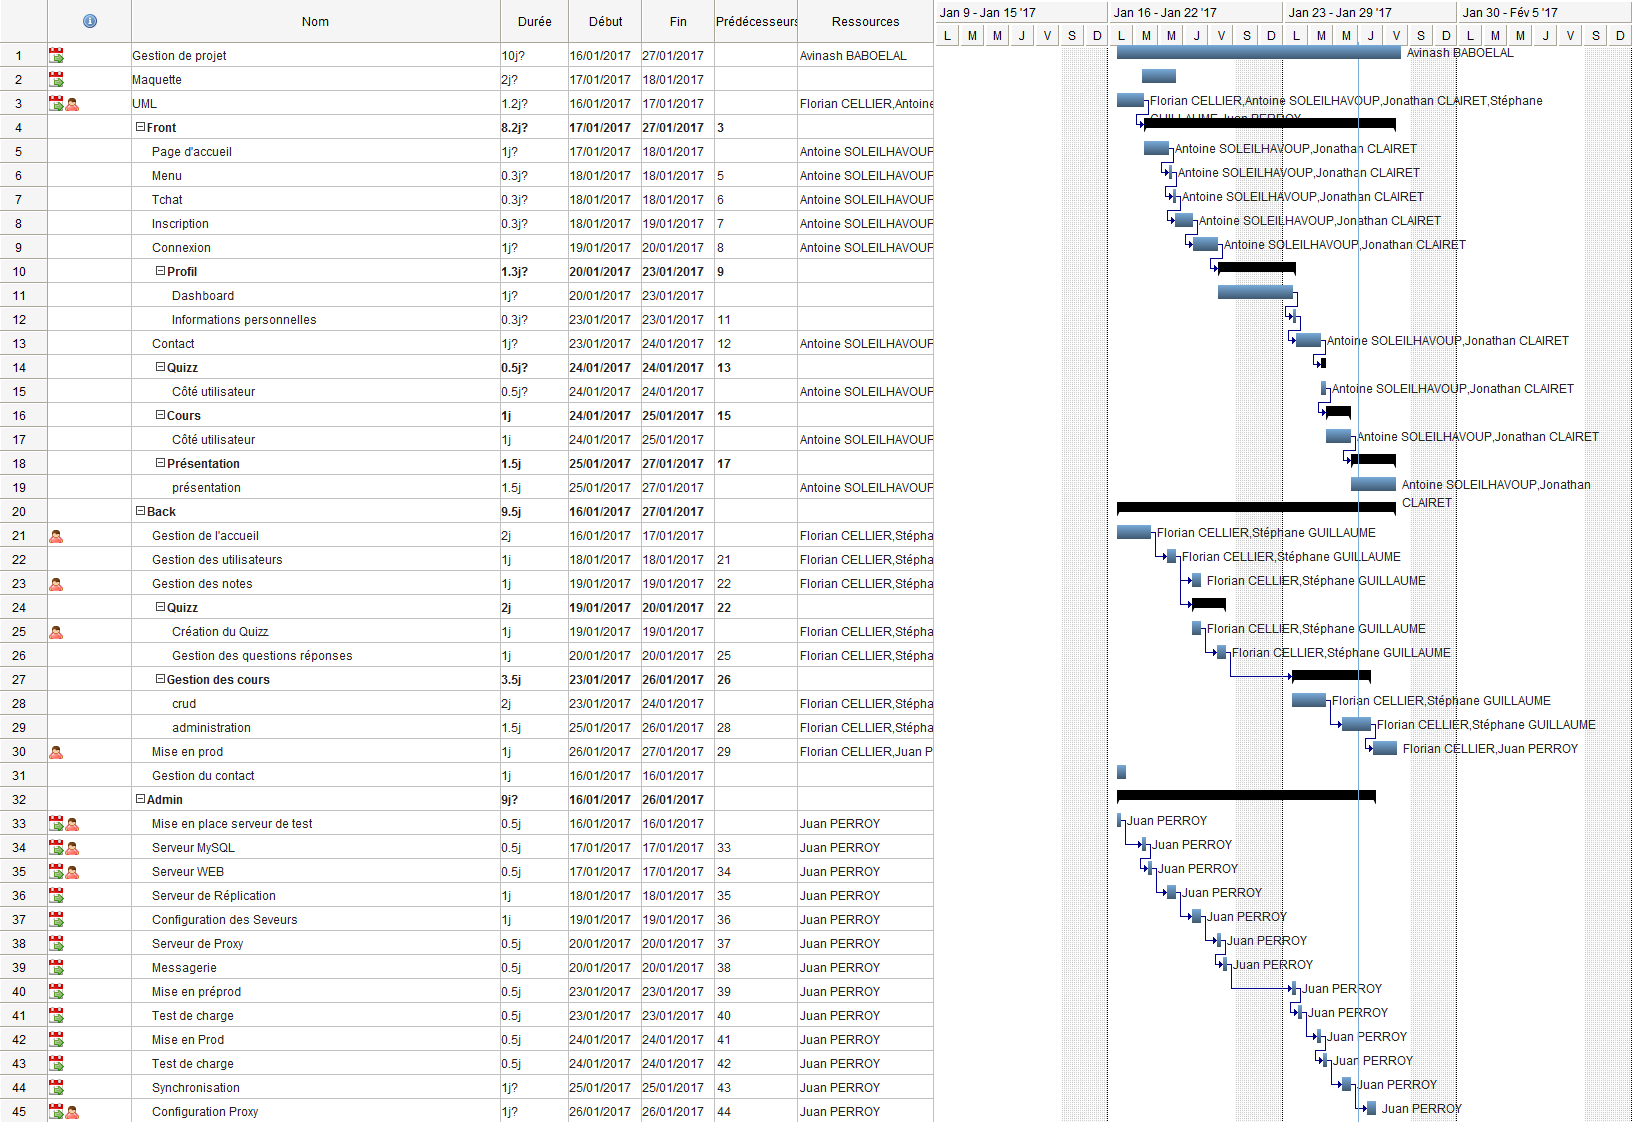 Nom Durée Début Fin Prédécesseurs Ressources
Jan 9 - Jan 15 '17 Jan 16 - Jan 22 '17 Jan 23 - Jan 29 '17 Jan 30 - Fév 5 '17
L M M J V S D L M M J V S D L M M J V S D L M M J V S D
1 Gestion de projet 10j? 16/01/2017 27/01/2017 Avinash BABOELAL Avinash BABOELAL
2 Maquette 2j? 17/01/2017 18/01/2017
3 UML 1.2j? 16/01/2017 17/01/2017 Florian CELLIER,Antoine Florian CELLIER,Antoine SOLEILHAVOUP,Jonathan CLAIRET,Stéphane
GUILLAUME,Juan PERROY
4 Front 8.2j? 17/01/2017 27/01/2017 3
5 Page d'accueil 1j? 17/01/2017 18/01/2017 Antoine SOLEILHAVOUP Antoine SOLEILHAVOUP,Jonathan CLAIRET
6 Menu 0.3j? 18/01/2017 18/01/2017 5 Antoine SOLEILHAVOUP Antoine SOLEILHAVOUP,Jonathan CLAIRET
7 Tchat 0.3j? 18/01/2017 18/01/2017 6 Antoine SOLEILHAVOUP Antoine SOLEILHAVOUP,Jonathan CLAIRET
8 Inscription 0.3j? 18/01/2017 19/01/2017 7 Antoine SOLEILHAVOUP Antoine SOLEILHAVOUP,Jonathan CLAIRET
9 Connexion 1j? 19/01/2017 20/01/2017 8 Antoine SOLEILHAVOUP Antoine SOLEILHAVOUP,Jonathan CLAIRET
10 Profil 1.3j? 20/01/2017 23/01/2017 9
11 Dashboard 1j? 20/01/2017 23/01/2017
12 Informations personnelles 0.3j? 23/01/2017 23/01/2017 11
13 Contact 1j? 23/01/2017 24/01/2017 12 Antoine SOLEILHAVOUP Antoine SOLEILHAVOUP,Jonathan CLAIRET
14 Quizz 0.5j? 24/01/2017 24/01/2017 13
15 Côté utilisateur 0.5j? 24/01/2017 24/01/2017 Antoine SOLEILHAVOUP Antoine SOLEILHAVOUP,Jonathan CLAIRET
16 Cours 1j 24/01/2017 25/01/2017 15
17 Côté utilisateur 1j 24/01/2017 25/01/2017 Antoine SOLEILHAVOUP Antoine SOLEILHAVOUP,Jonathan CLAIRET
18 Présentation 1.5j 25/01/2017 27/01/2017 17
19 présentation 1.5j 25/01/2017 27/01/2017 Antoine SOLEILHAVOUP Antoine SOLEILHAVOUP,Jonathan
CLAIRET
20 Back 9.5j 16/01/2017 27/01/2017
21 Gestion de l'accueil 2j 16/01/2017 17/01/2017 Florian CELLIER,Stépha Florian CELLIER,Stéphane GUILLAUME
22 Gestion des utilisateurs 1j 18/01/2017 18/01/2017 21 Florian CELLIER,Stépha Florian CELLIER,Stéphane GUILLAUME
23 Gestion des notes 1j 19/01/2017 19/01/2017 22 Florian CELLIER,Stépha Florian CELLIER,Stéphane GUILLAUME
24 Quizz 2j 19/01/2017 20/01/2017 22
25 Création du Quizz 1j 19/01/2017 19/01/2017 Florian CELLIER,Stépha Florian CELLIER,Stéphane GUILLAUME
26 Gestion des questions réponses 1j 20/01/2017 20/01/2017 25 Florian CELLIER,Stépha Florian CELLIER,Stéphane GUILLAUME
27 Gestion des cours 3.5j 23/01/2017 26/01/2017 26
28 crud 2j 23/01/2017 24/01/2017 Florian CELLIER,Stépha Florian CELLIER,Stéphane GUILLAUME
29 administration 1.5j 25/01/2017 26/01/2017 28 Florian CELLIER,Stépha Florian CELLIER,Stéphane GUILLAUME
30 Mise en prod 1j 26/01/2017 27/01/2017 29 Florian CELLIER,Juan P Florian CELLIER,Juan PERROY
31 Gestion du contact 1j 16/01/2017 16/01/2017
32 Admin 9j? 16/01/2017 26/01/2017
33 Mise en place serveur de test 0.5j 16/01/2017 16/01/2017 Juan PERROY Juan PERROY
34 Serveur MySQL 0.5j 17/01/2017 17/01/2017 33 Juan PERROY Juan PERROY
35 Serveur WEB 0.5j 17/01/2017 17/01/2017 34 Juan PERROY Juan PERROY
36 Serveur de Réplication 1j 18/01/2017 18/01/2017 35 Juan PERROY Juan PERROY
37 Configuration des Seveurs 1j 19/01/2017 19/01/2017 36 Juan PERROY Juan PERROY
38 Serveur de Proxy 0.5j 20/01/2017 20/01/2017 37 Juan PERROY Juan PERROY
39 Messagerie 0.5j 20/01/2017 20/01/2017 38 Juan PERROY Juan PERROY
40 Mise en préprod 0.5j 23/01/2017 23/01/2017 39 Juan PERROY Juan PERROY
41 Test de charge 0.5j 23/01/2017 23/01/2017 40 Juan PERROY Juan PERROY
42 Mise en Prod 0.5j 24/01/2017 24/01/2017 41 Juan PERROY Juan PERROY
43 Test de charge 0.5j 24/01/2017 24/01/2017 42 Juan PERROY Juan PERROY
44 Synchronisation 1j? 25/01/2017 25/01/2017 43 Juan PERROY Juan PERROY
45 Configuration Proxy 1j? 26/01/2017 26/01/2017 44 Juan PERROY Juan PERROY